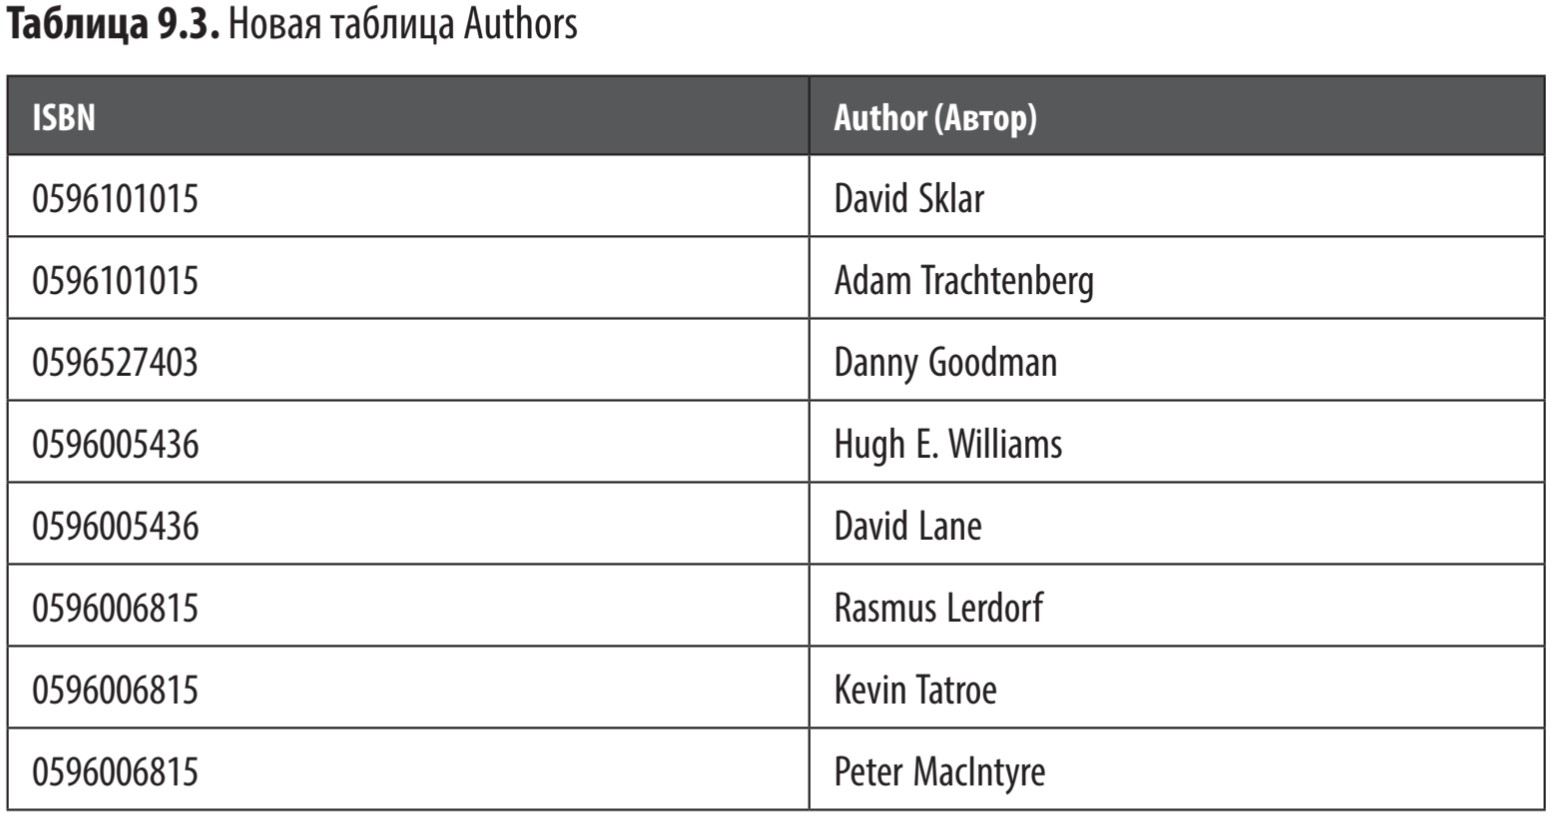 Таблица 9.3. Новая таблица Authors
ISBN Author (Автор)
0596101015 David Sklar
0596101015 Adam Trachtenberg
0596527403 Danny Goodman
0596005436 Hugh E. Williams
0596005436 David Lane
0596006815 Rasmus Lerdorf
0596006815 Kevin Tatroe
0596006815 Peter MacIntyre